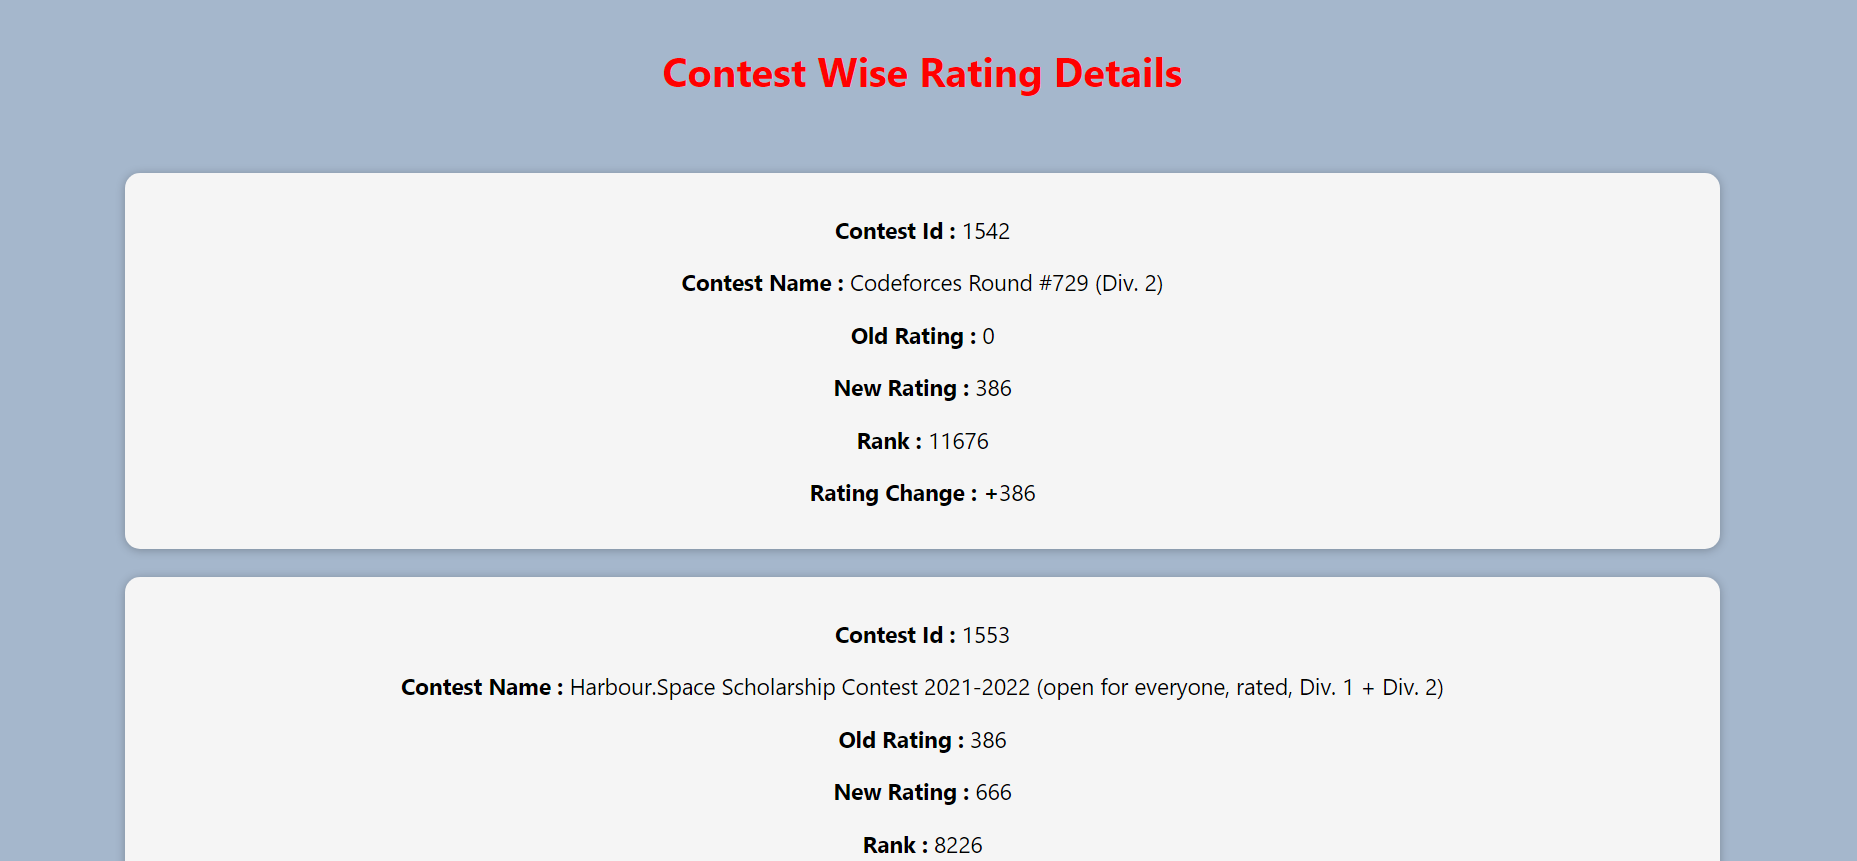 Contest Wise Rating Details
Contest Id : 1542
Contest Name : Codeforces Round #729 (Div. 2)
Old Rating : 0
New Rating : 386
Rank : 11676
Rating Change : +386
Contest Id : 1553
Contest Name : Harbour.Space Scholarship Contest 2021-2022 (open for everyone, rated, Div. 1 + Div. 2)
Old Rating : 386
New Rating : 666
Rank : 8226